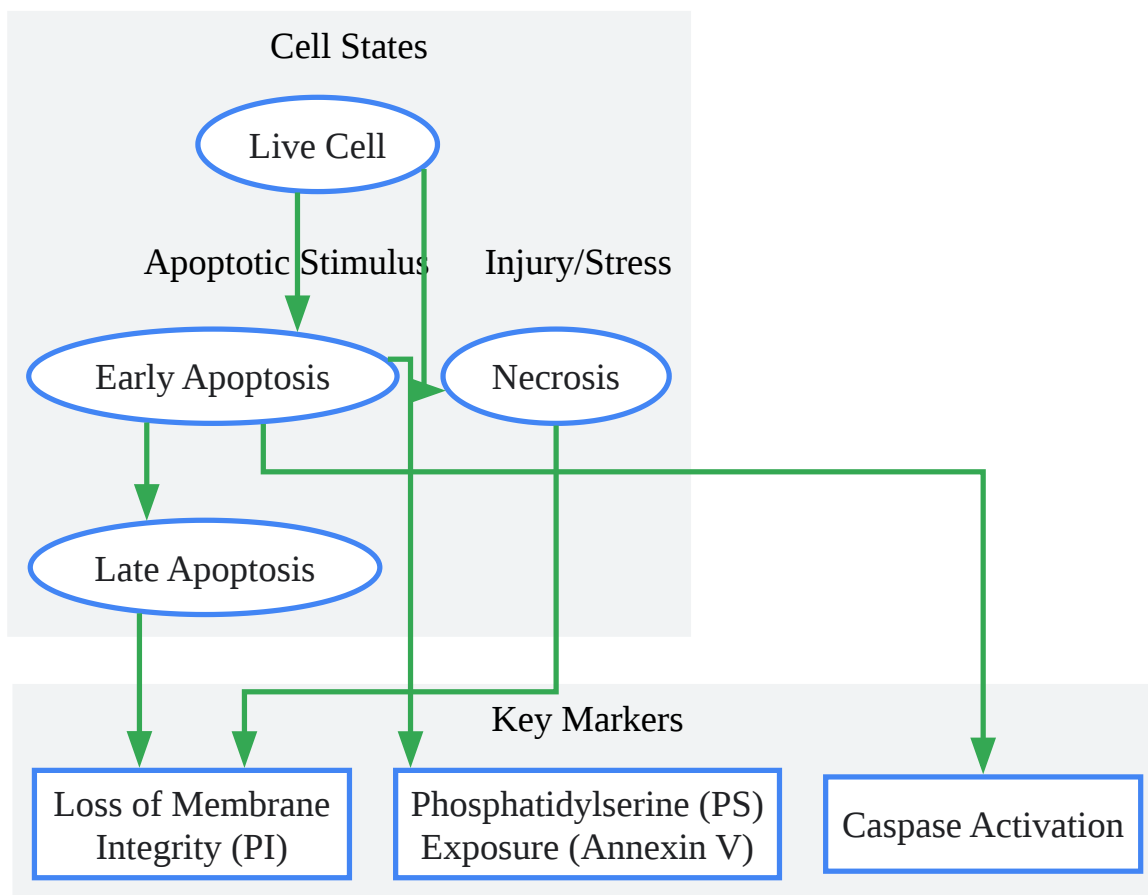 Cell States
Live Cell
Apoptotic Stimulus
Injury/Stress
Early Apoptosis
Necrosis
Late Apoptosis
Key Markers
Loss of Membrane
Integrity (PI)
Phosphatidylserine (PS)
Exposure (Annexin V)
Caspase Activation